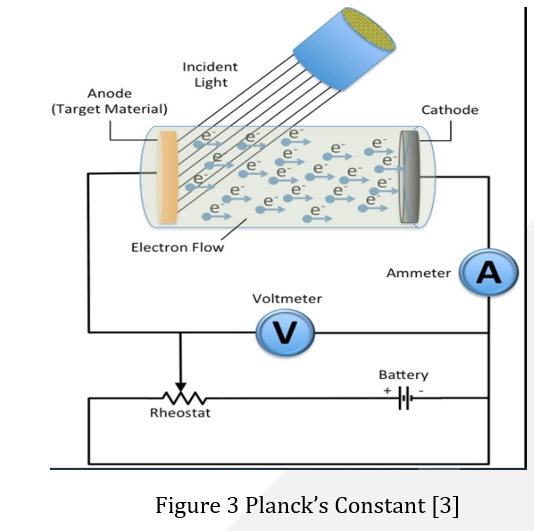 Incident
Light
Anode
(Target Material)
Cathode
e⁻ e⁻ e⁻
e⁻ e⁻ e⁻ e⁻
e⁻ e⁻ e⁻
e⁻ e⁻ e⁻ e⁻
e⁻ e⁻ e⁻ e⁻
Electron Flow
Ammeter
A
Voltmeter
V
Battery
+ -
Rheostat
Figure 3 Planck's Constant [3]